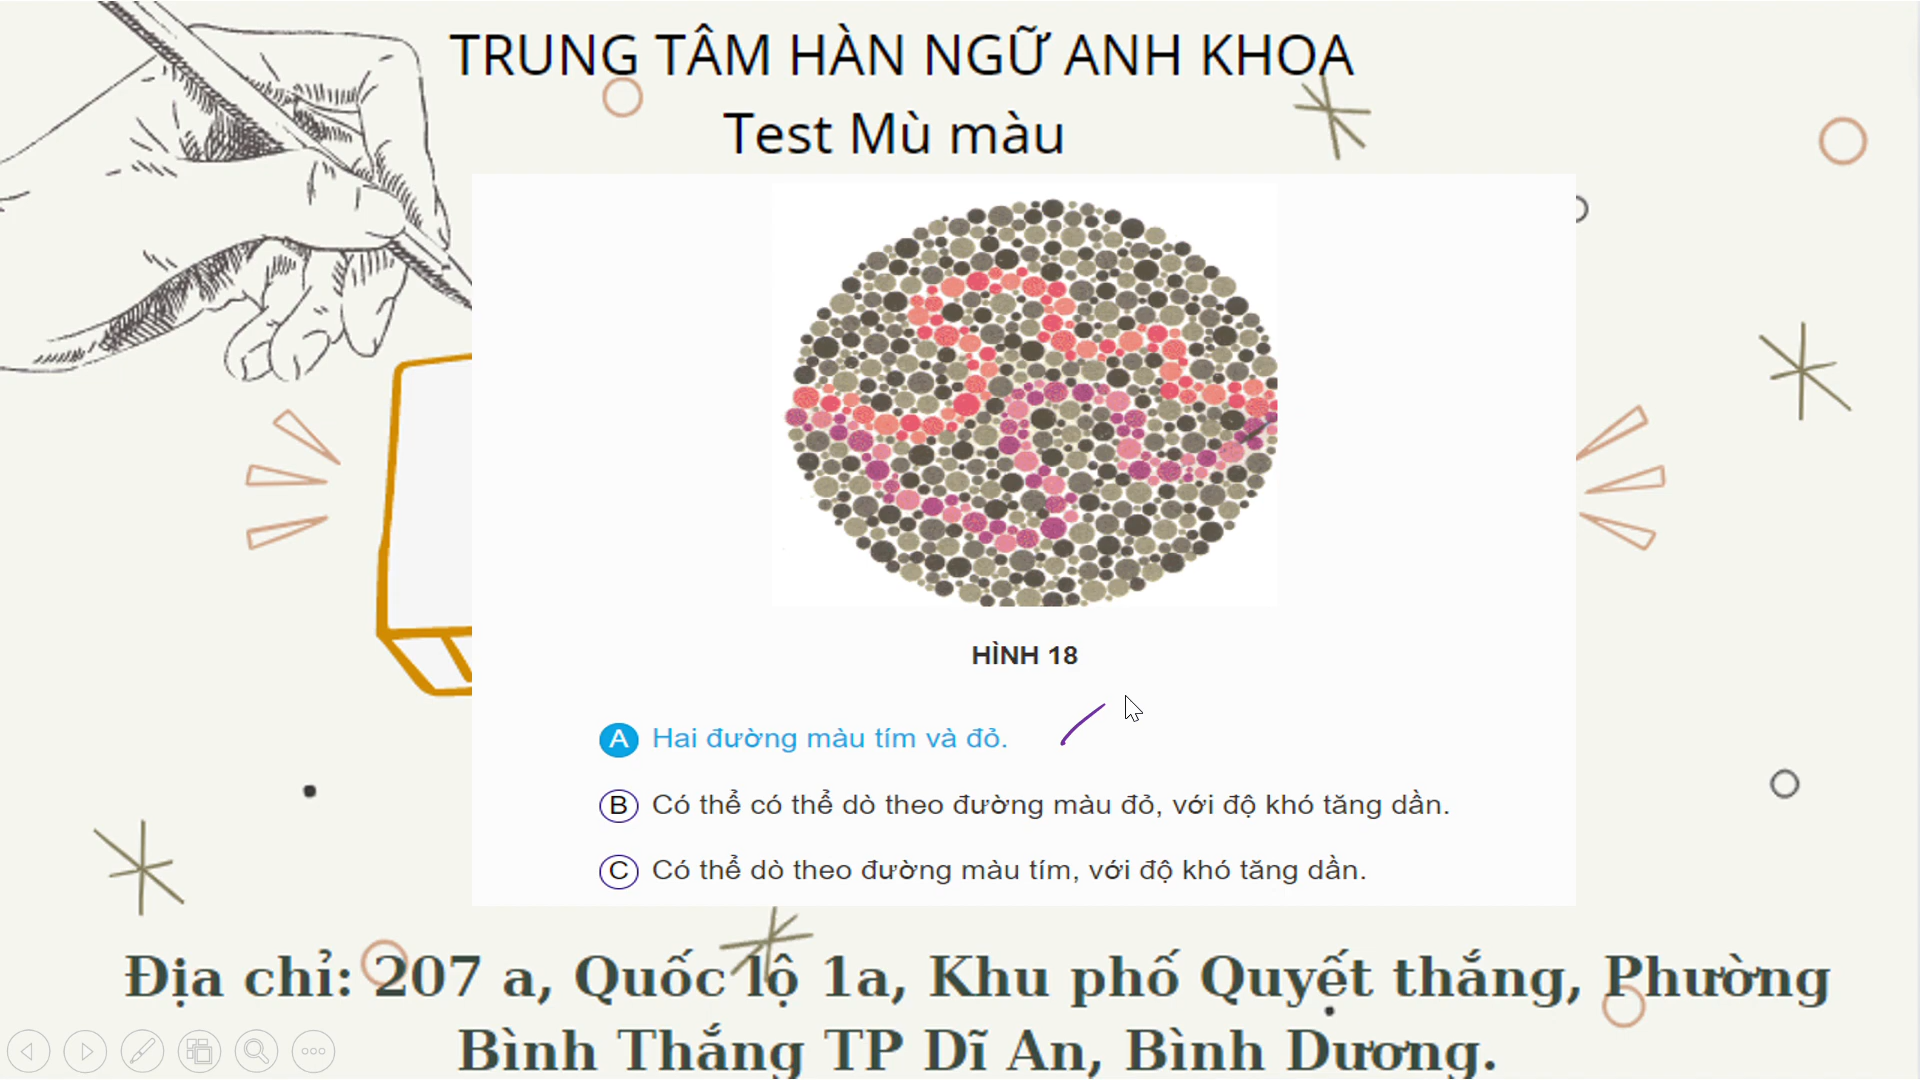 TRUNG TÂM HÀN NGỮ ANH KHOA
Test Mù màu
HÌNH 18
A Hai đường màu tím và đỏ.
B Có thể có thể dò theo đường màu đỏ, với độ khó tăng dần.
C Có thể dò theo đường màu tím, với độ khó tăng dần.
Địa chỉ: 207 a, Quốc lộ 1a, Khu phố Quyết thắng, Phường
Bình Thắng TP Dĩ An, Bình Dương.